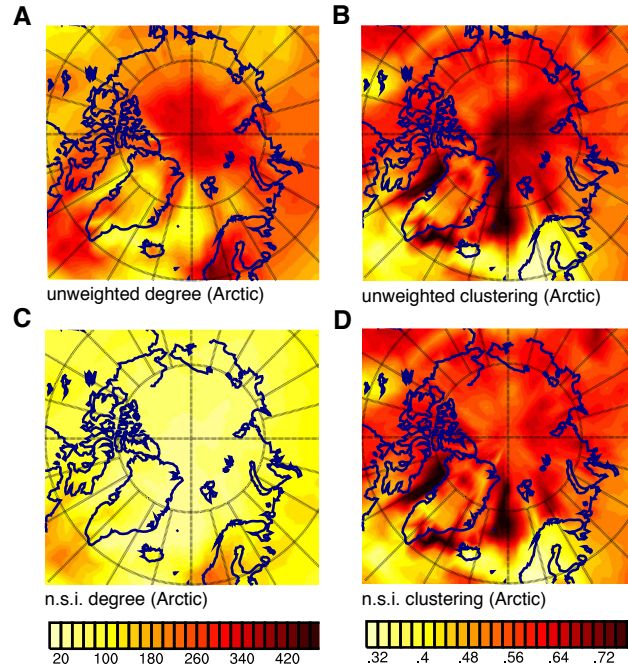 A B
unweighted degree (Arctic) unweighted clustering (Arctic)
C D
n.s.i. degree (Arctic) n.s.i. clustering (Arctic)
20 100 180 260 340 420 .32 .4 .48 .56 .64 .72